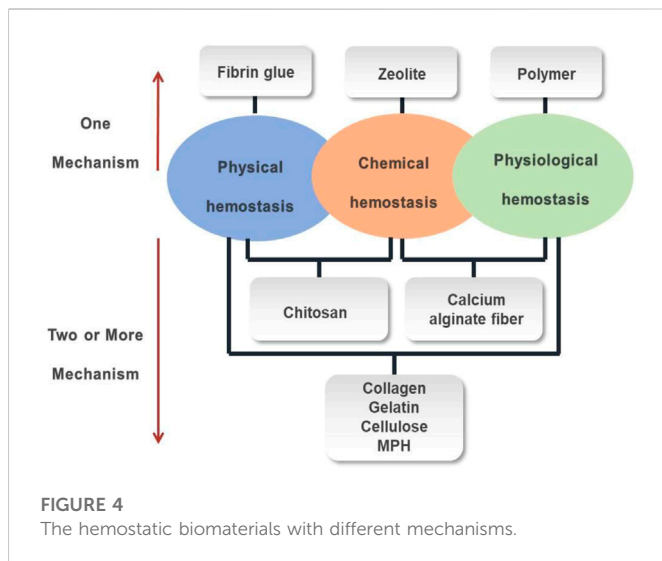 Fibrin glue
Zeolite
Polymer
One
Mechanism
Physical
hemostasis
Chemical
hemostasis
Physiological
hemostasis
Chitosan
Calcium
alginate fiber
Two or More
Mechanism
Collagen
Gelatin
Cellulose
MPH
FIGURE 4
The hemostatic biomaterials with different mechanisms.